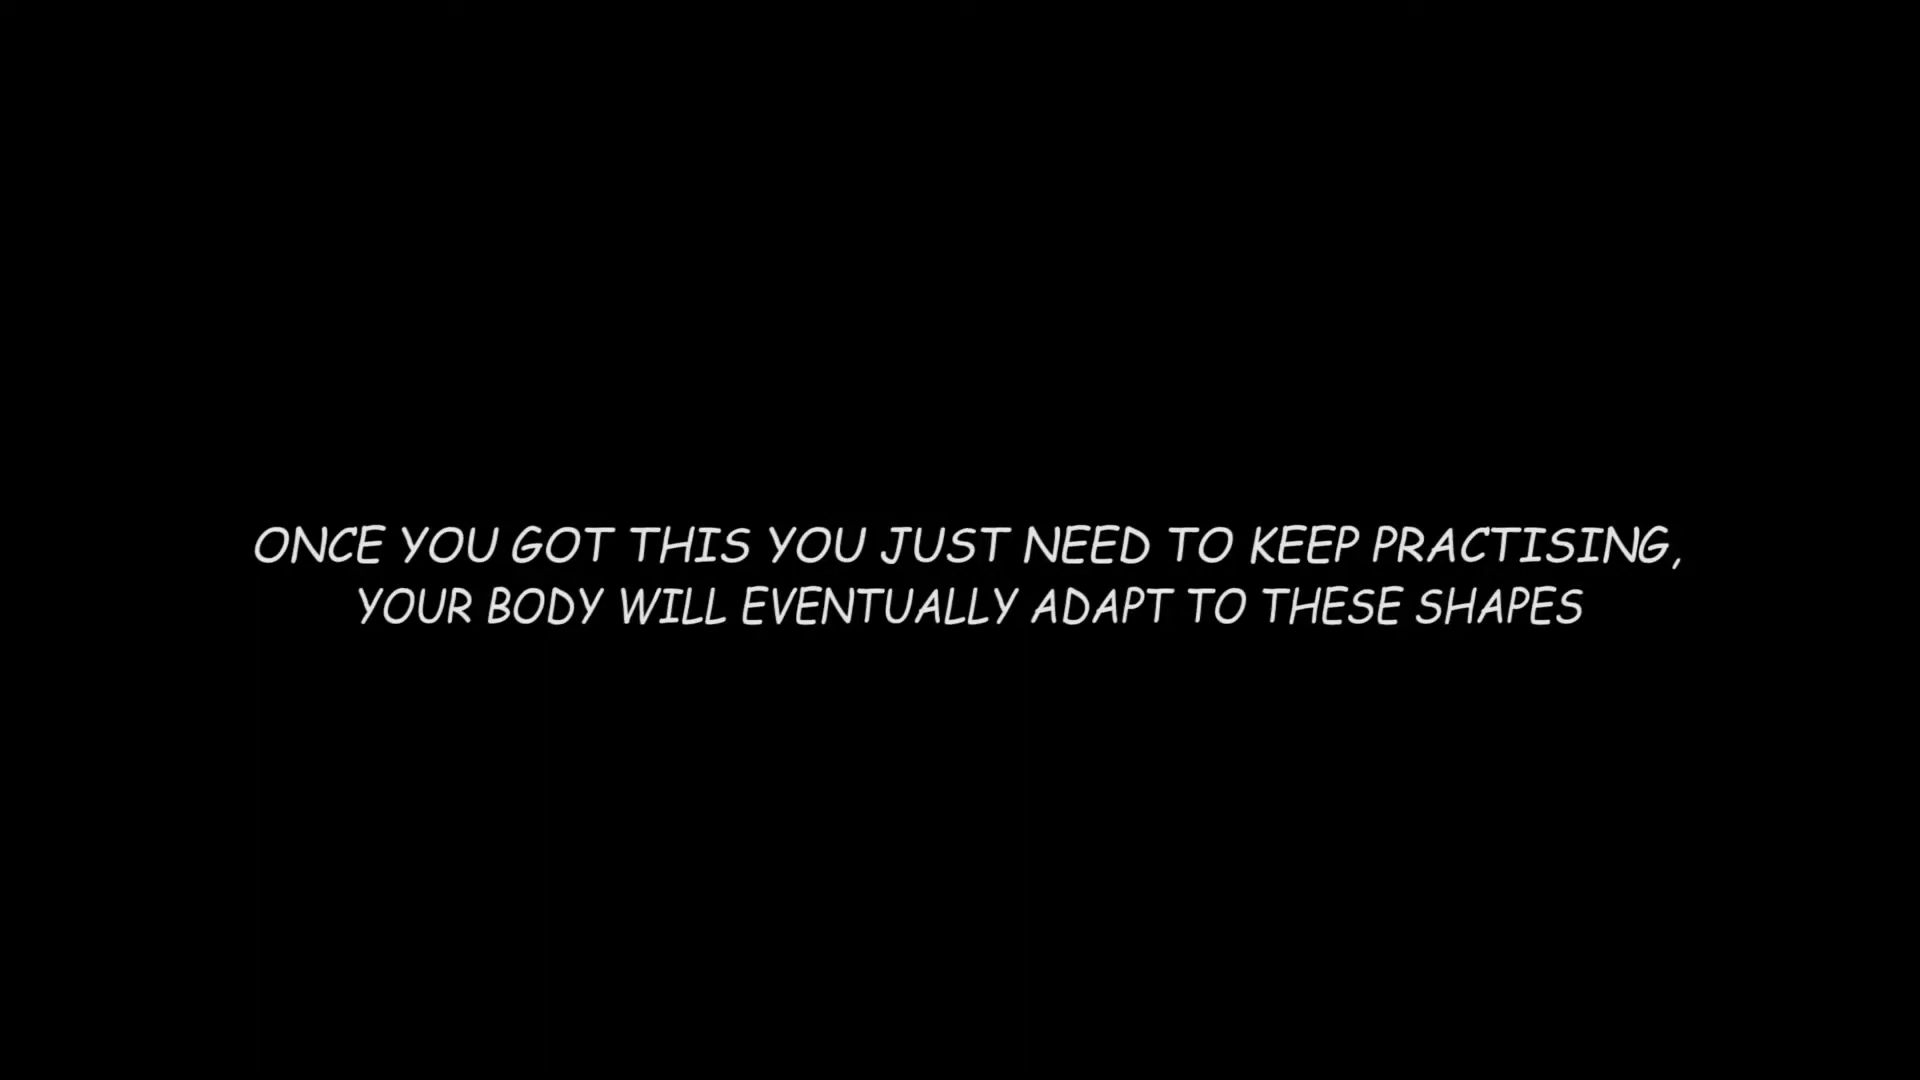 ONCE YOU GOT THIS YOU JUST NEED TO KEEP PRACTISING,
YOUR BODY WILL EVENTUALLY ADAPT TO THESE SHAPES